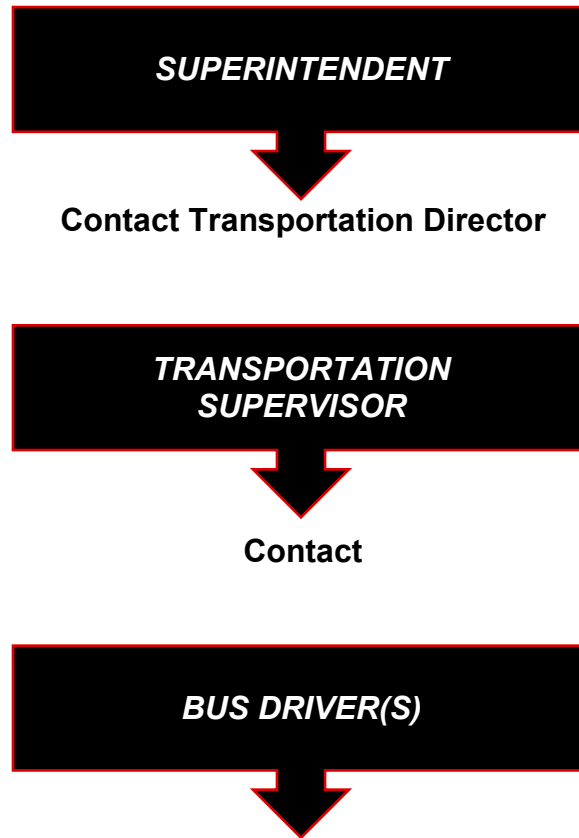 SUPERINTENDENT
Contact Transportation Director
TRANSPORTATION
SUPERVISOR
Contact
BUS DRIVER(S)